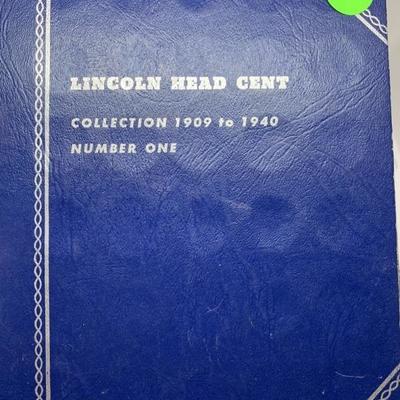 LINCOLN HEAD CENT
COLLECTION 1909 to 1940
NUMBER ONE